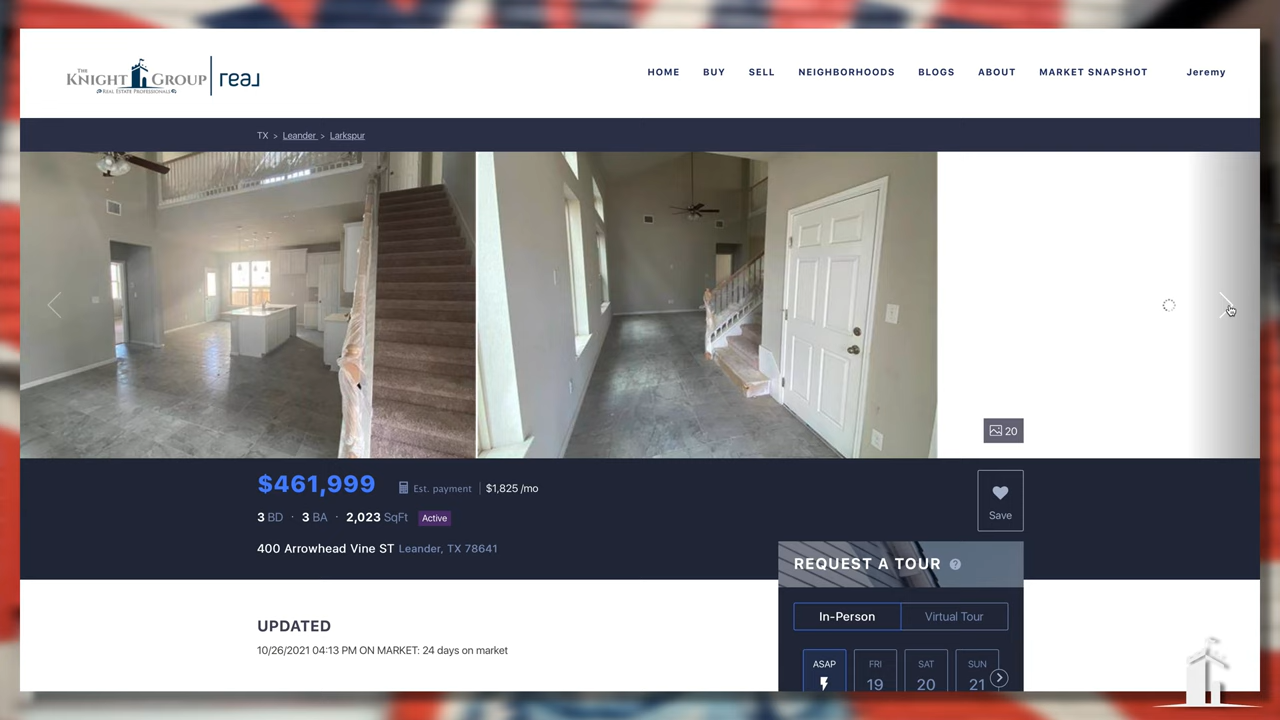 THE
KNIGHT GROUP
REAL ESTATE PROFESSIONALS
real
HOME BUY SELL NEIGHBORHOODS BLOGS ABOUT MARKET SNAPSHOT Jeremy
TX > Leander > Larkspur
20
$461,999 Est. payment $1,825 /mo
3 BD · 3 BA · 2,023 SqFt Active
Save
400 Arrowhead Vine ST Leander, TX 78641
REQUEST A TOUR ?
In-Person Virtual Tour
UPDATED
10/26/2021 04:13 PM ON MARKET: 24 days on market
ASAP FRI SAT SUN
19 20 21